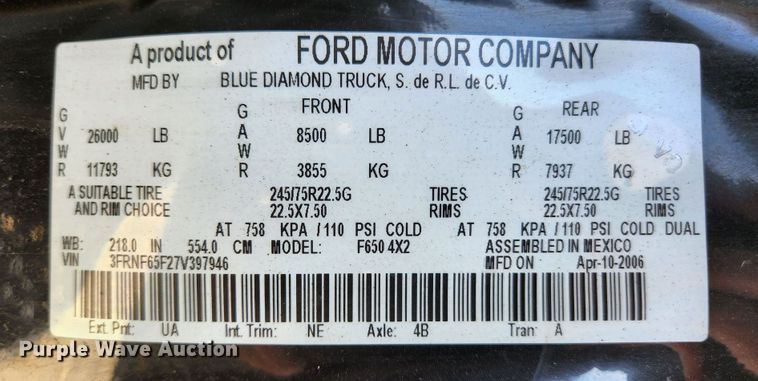 A product of FORD MOTOR COMPANY
MFD BY BLUE DIAMOND TRUCK, S. de R.L. de C.V.
FRONT REAR
GVWR 26000 LB GAWR 8500 LB GAWR 17500 LB
11793 KG 3855 KG 7937 KG
A SUITABLE TIRE 245/75R22.5G TIRES 245/75R22.5G TIRES
AND RIM CHOICE 22.5X7.50 RIMS 22.5X7.50 RIMS
AT 758 KPA / 110 PSI COLD AT 758 KPA / 110 PSI COLD DUAL
WB: 218.0 IN 554.0 CM MODEL: F650 4X2 ASSEMBLED IN MEXICO
VIN 3FRNF65F27V397946 MFD ON Apr-10-2006
Ext. Pnt: UA Int. Trim: NE Axle: 4B Tran: A
Purple Wave Auction